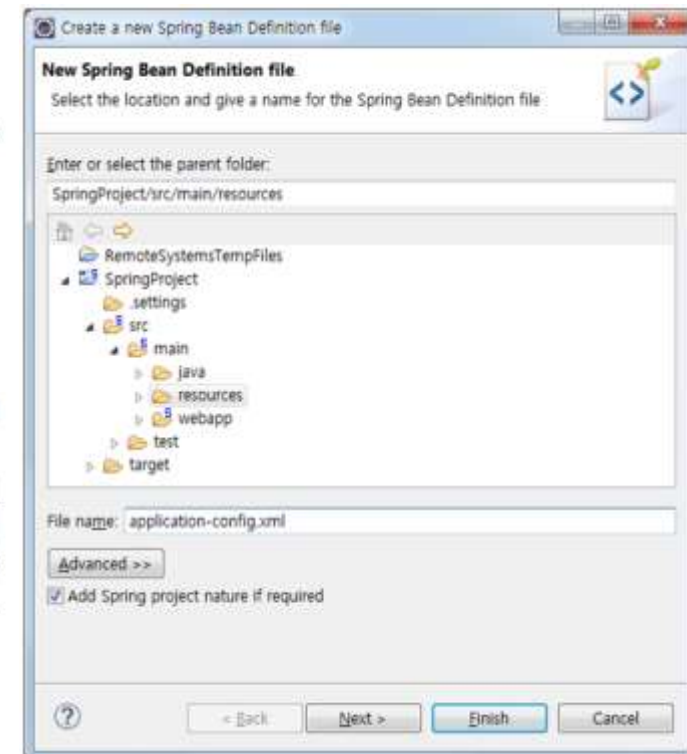 Create a new Spring Bean Definition file
New Spring Bean Definition file
Select the location and give a name for the Spring Bean Definition file
Enter or select the parent folder:
SpringProject/src/main/resources
RemoteSystemsTempFiles
SpringProject
.settings
src
main
java
resources
webapp
test
target
File name: application-config.xml
Advanced >>
Add Spring project nature if required
< Back Next > Finish Cancel